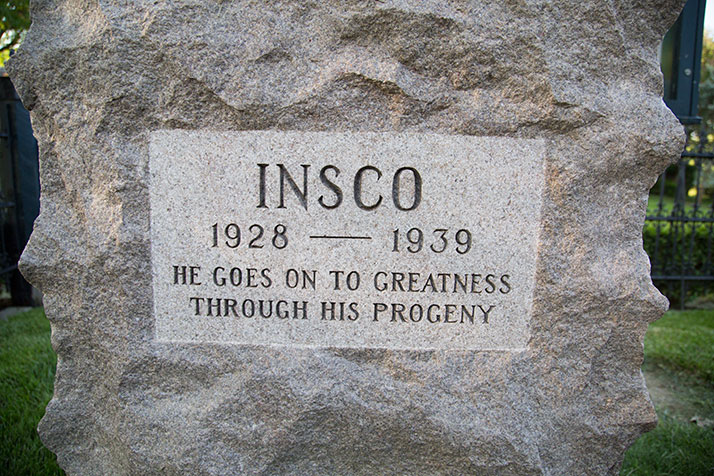 INSCO
1928 — 1939
HE GOES ON TO GREATNESS
THROUGH HIS PROGENY